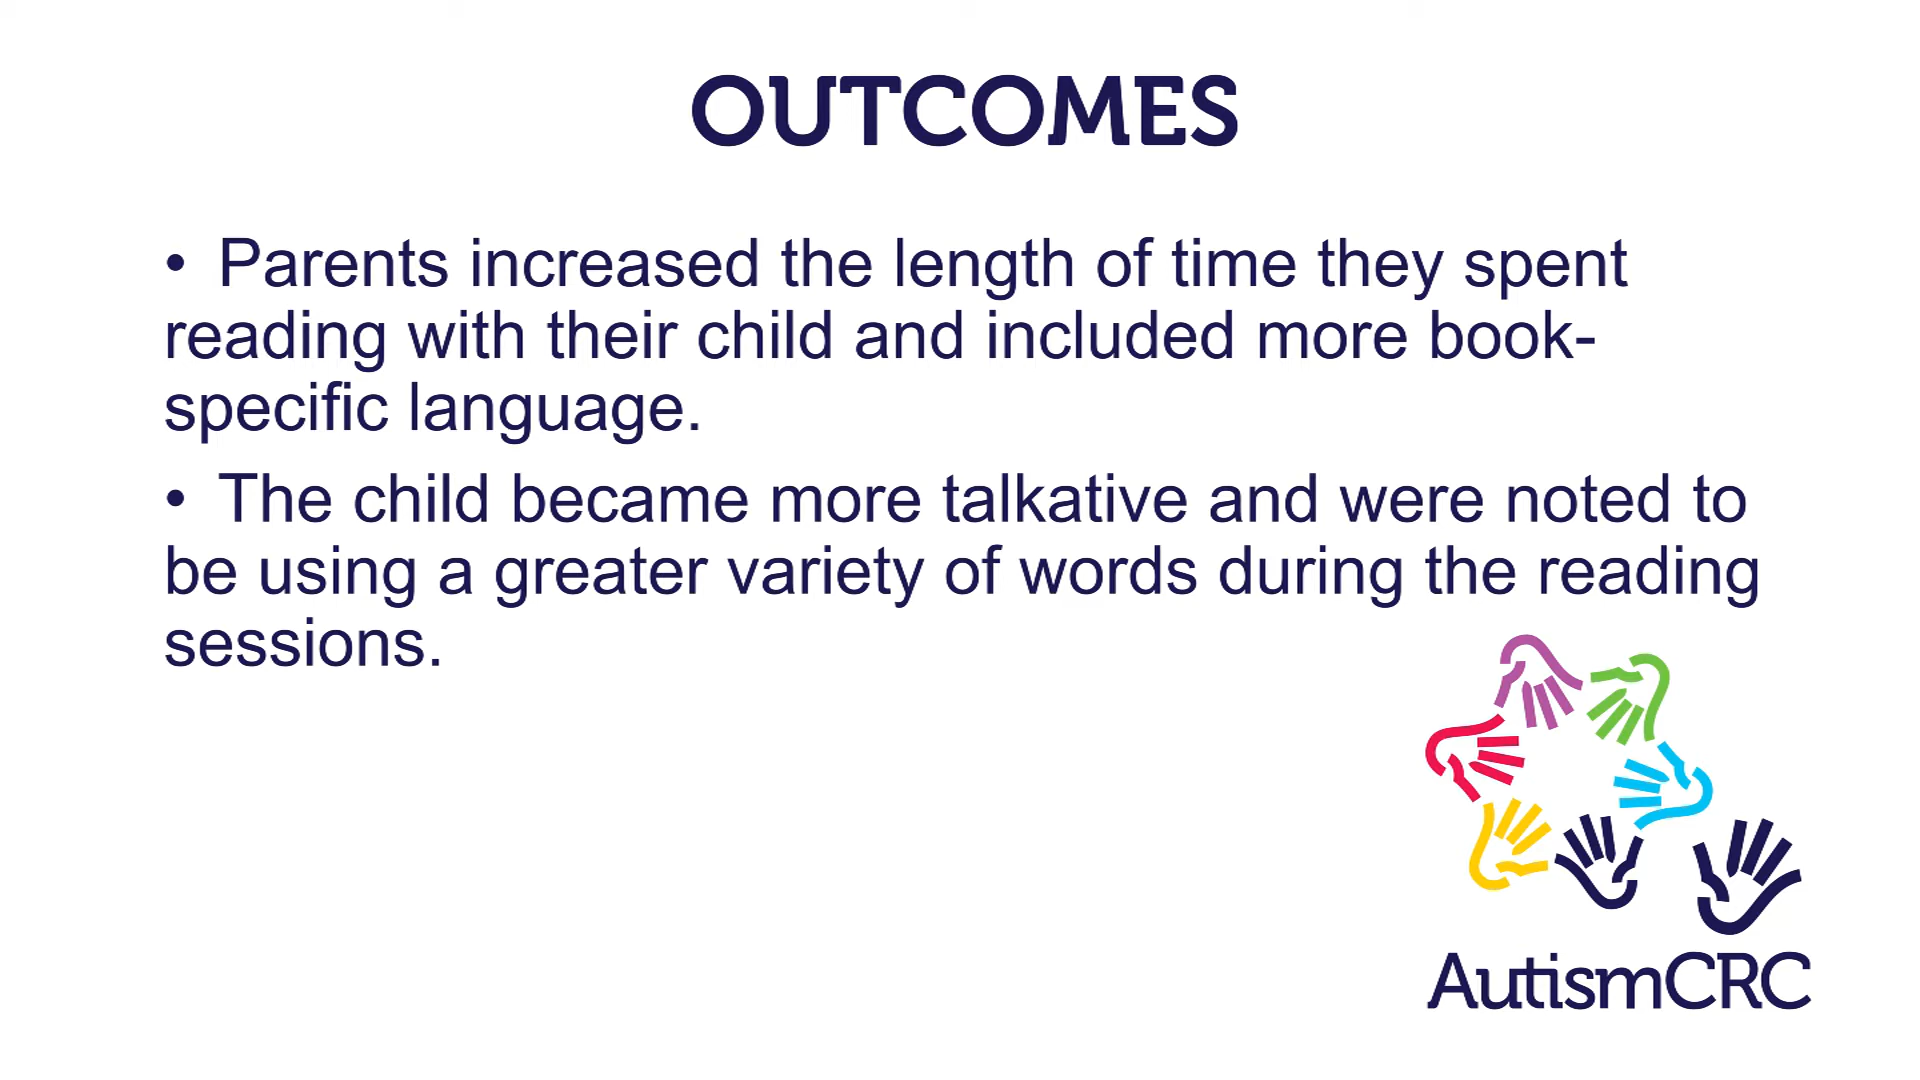 OUTCOMES
• Parents increased the length of time they spent
reading with their child and included more book-
specific language.
• The child became more talkative and were noted to
be using a greater variety of words during the reading
sessions.
AutismCRC